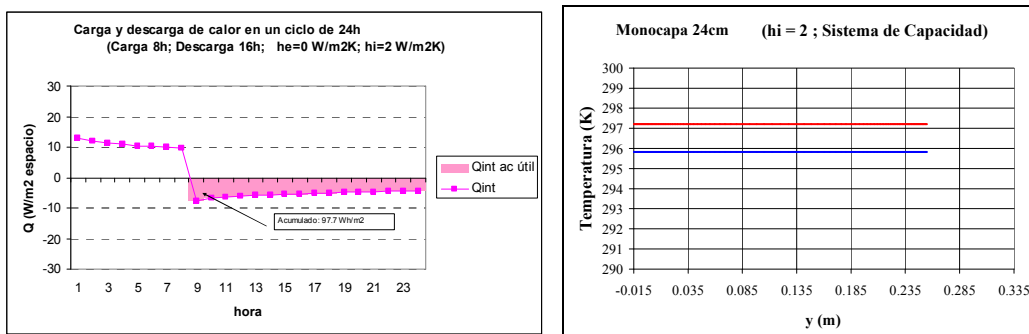 Carga y descarga de calor en un ciclo de 24h
(Carga 8h; Descarga 16h; he=0 W/m2K; hi=2 W/m2K)
Q (W/m2 espacio)
30
20
10
0
-10
-20
-30
Acumulado: 97.7 Wh/m2
1 3 5 7 9 11 13 15 17 19 21 23
hora
Qint ac útil
Qint
Monocapa 24cm (hi = 2 ; Sistema de Capacidad)
Temperatura (K)
300
299
298
297
296
295
294
293
292
291
290
-0.015 0.035 0.085 0.135 0.185 0.235 0.285 0.335
y (m)